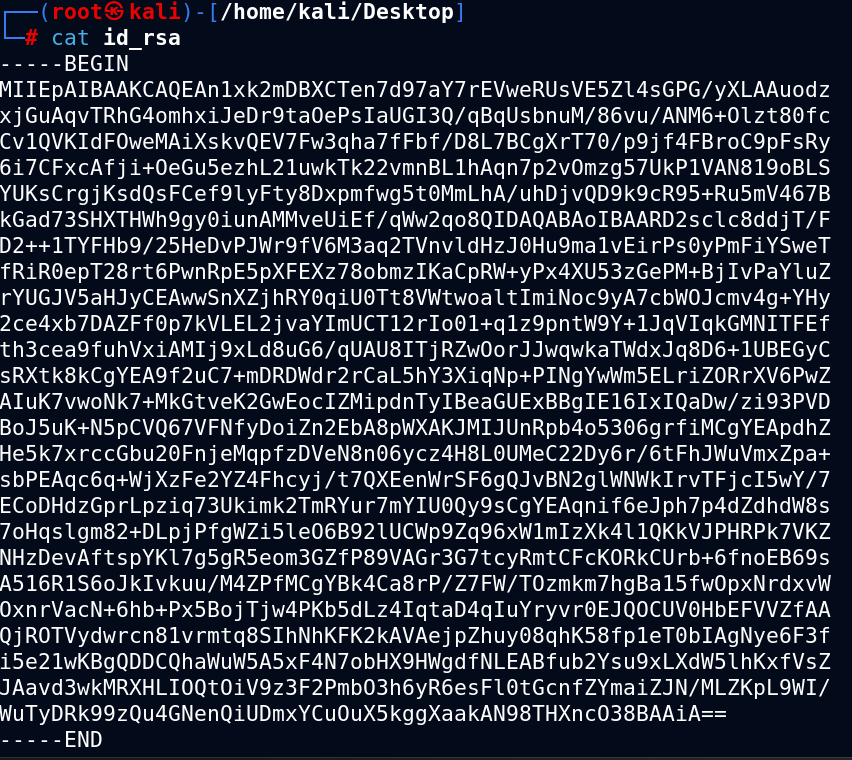 ┌──(root㉿kali)-[/home/kali/Desktop]
└─# cat id_rsa
-----BEGIN
MIIEpAIBAAKCAQEAn1xk2mDBXCTen7d97aY7rEVweRUsVE5Zl4sGPG/yXLAAuodz
xjGuAqvTRhG4omhxiJeDr9taOePsIaUGI3Q/qBqUsbnuM/86vu/ANM6+Olzt80fc
Cv1QVKIdFOweMAiXskvQEV7Fw3qha7fFbf/D8L7BCgXrT70/p9jf4FBroC9pFsRy
6i7CFxcAfji+OeGu5ezhL21uwkTk22vmnBL1hAqn7p2vOmzg57UkP1VAN819oBLS
YUKsCrgjKsdQsFCef9lyFty8Dxpmfwg5t0MmLhA/uhDjvQD9k9cR95+Ru5mV467B
kGad73SHXTHWh9gy0iunAMMveUiEf/qWw2qo8QIDAQABAoIBAARD2sclc8ddjT/F
D2++1TYFHb9/25HeDvPJWr9fV6M3aq2TVnvldHzJ0Hu9ma1vEirPs0yPmFiYSweT
fRiR0epT28rt6PwnRpE5pXFEXz78obmzIKaCpRW+yPx4XU53zGePM+BjIvPaYluZ
rYUGJV5aHJyCEAwwSnXZjhRY0qiU0Tt8VWtwoaltImiNoc9yA7cbWOJcmv4g+YHy
2ce4xb7DAZFf0p7kVLEL2jvaYImUCT12rIo01+q1z9pntW9Y+1JqVIqkGMNITFEf
th3cea9fuhVxiAMIj9xLd8uG6/qUAU8ITjRZwOorJJwqwkaTWdxJq8D6+1UBEGyC
sRXtk8kCgYEA9f2uC7+mDRDWdr2rCaL5hY3XiqNp+PINgYwWm5ELriZORrXV6PwZ
AIuK7vwoNk7+MkGtveK2GwEocIZMipdnTyIBeaGUExBBgIE16IxIQaDw/zi93PVD
BoJ5uK+N5pCVQ67VFNfyDoiZn2EbA8pWXAKJMIJUnRpb4o5306grfiMCgYEApdhZ
He5k7xrccGbu20FnjeMqpfzDVeN8n06ycz4H8L0UMeC22Dy6r/6tFhJWuVmxZpa+
sbPEAqc6q+WjXzFe2YZ4Fhcyj/t7QXEenWrSF6gQJvBN2glWNWkIrvTFjcI5wY/7
ECoDHdzGprLpziq73Ukimk2TmRYur7mYIU0Qy9sCgYEAqnif6eJph7p4dZdhdW8s
7oHqslgm82+DLpjPfgWZi5leO6B92lUCWp9Zq96xW1mIzXk4l1QKkVJPHRPk7VKZ
NHzDevAftspYKl7g5gR5eom3GZfP89VAGr3G7tcyRmtCFcKORkCUrb+6fnoEB69s
A516R1S6oJkIvkuu/M4ZPfMCgYBk4Ca8rP/Z7FW/TOzmkm7hgBa15fwOpxNrdxvW
OxnrVacN+6hb+Px5BojTjw4PKb5dLz4IqtaD4qIuYryvr0EJQOCUV0HbEFVVZfAA
QjROTVydwrcn81vrmtq8SIhNhKFK2kAVAejpZhuy08qhK58fp1eT0bIAgNye6F3f
i5e21wKBgQDDCQhaWuW5A5xF4N7obHX9HWgdfNLEABfub2Ysu9xLXdW5lhKxfVsZ
JAavd3wkMRXHLIOQtOiV9z3F2PmbO3h6yR6esFl0tGcnfZYmaiZJN/MLZKpL9WI/
WuTyDRk99zQu4GNenQiUDmxYCuOuX5kggXaakAN98THXncO38BAAiA==
-----END